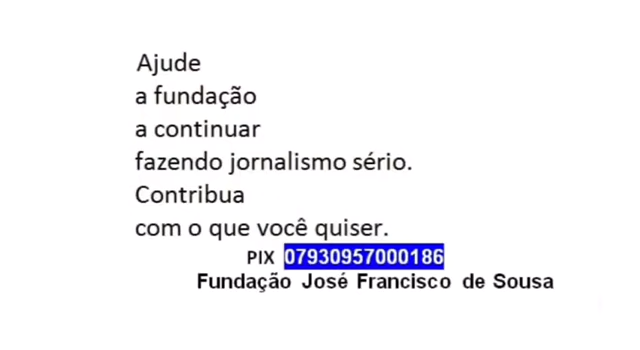 Ajude
a fundação
a continuar
fazendo jornalismo sério.
Contribua
com o que você quiser.
PIX 07930957000186
Fundação José Francisco de Sousa